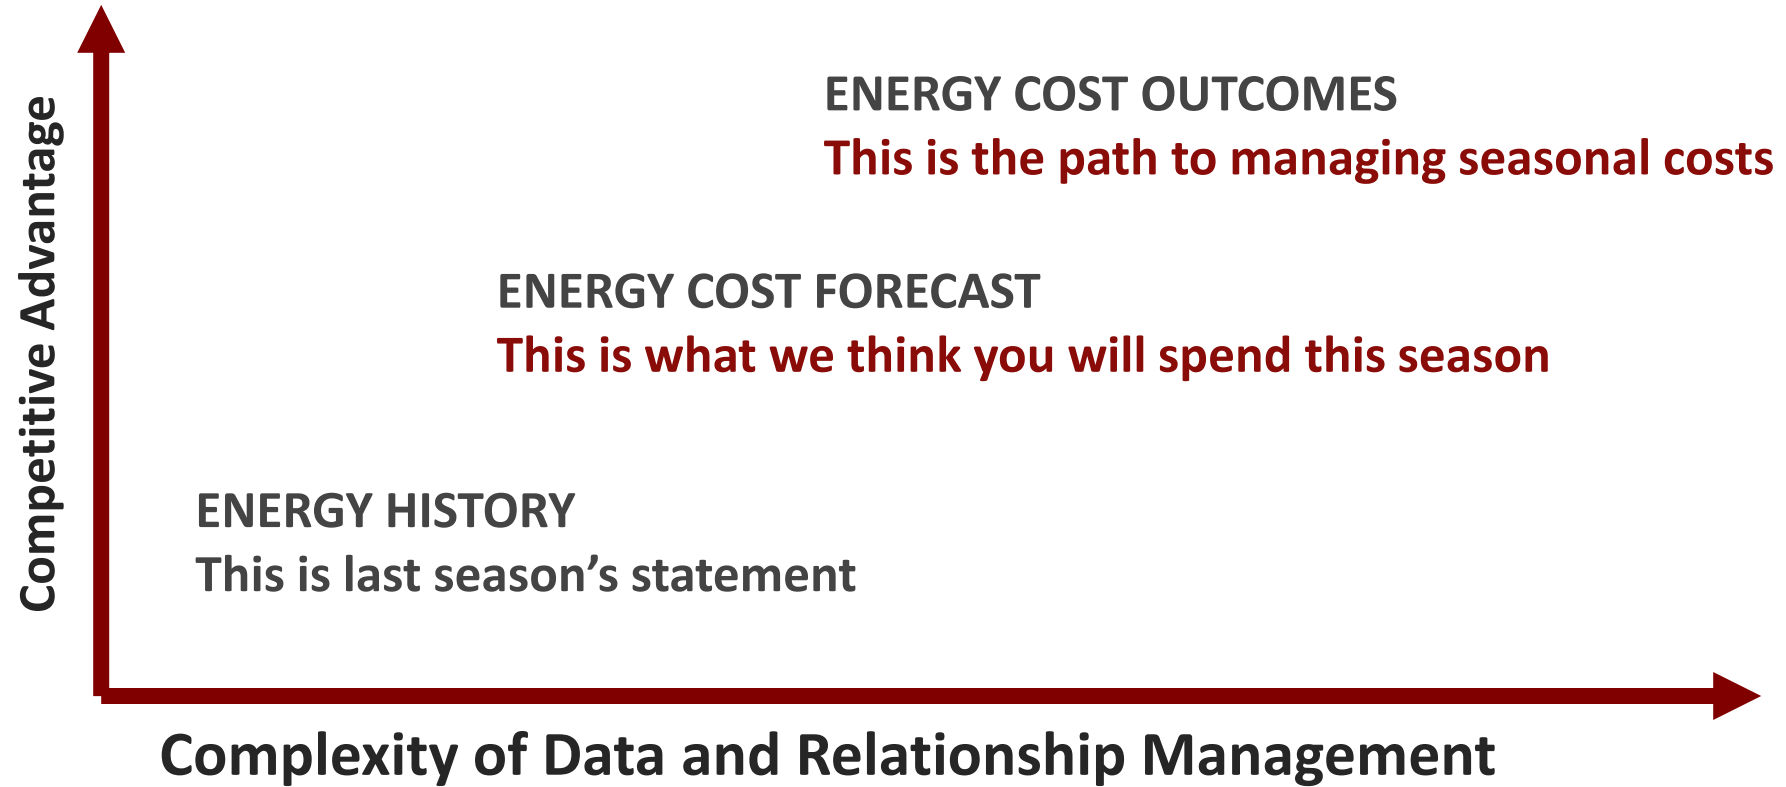 Competitive Advantage
ENERGY COST OUTCOMES
This is the path to managing seasonal costs
ENERGY COST FORECAST
This is what we think you will spend this season
ENERGY HISTORY
This is last season’s statement
Complexity of Data and Relationship Management